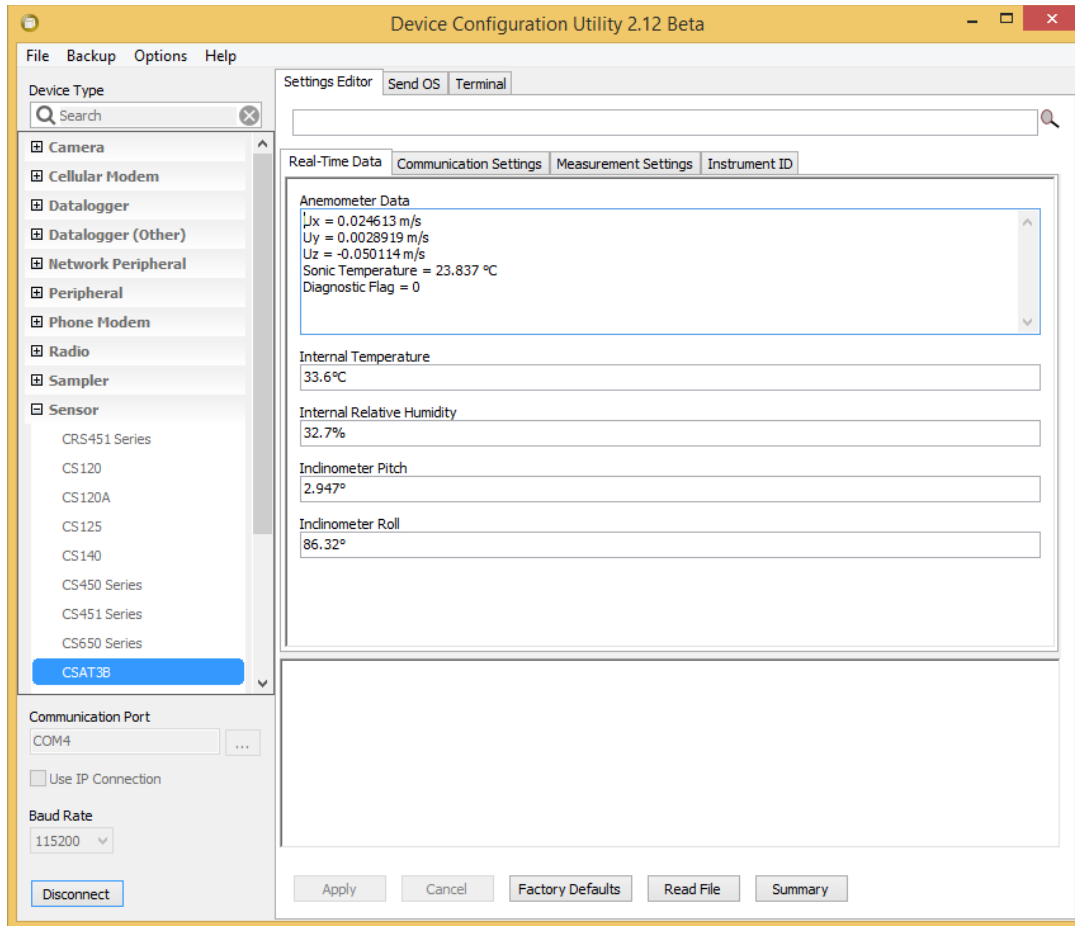 Device Configuration Utility 2.12 Beta
File Backup Options Help
Device Type
Search
Camera
Cellular Modem
Datalogger
Datalogger (Other)
Network Peripheral
Peripheral
Phone Modem
Radio
Sampler
Sensor
CRS451 Series
CS120
CS120A
CS125
CS140
CS450 Series
CS451 Series
CS650 Series
CSAT3B
Communication Port
COM4
...
Use IP Connection
Baud Rate
115200
Disconnect
Settings Editor Send OS Terminal
Real-Time Data Communication Settings Measurement Settings Instrument ID
Anemometer Data
Ux = 0.024613 m/s
Uy = 0.0028919 m/s
Uz = -0.050114 m/s
Sonic Temperature = 23.837 °C
Diagnostic Flag = 0
Internal Temperature
33.6°C
Internal Relative Humidity
32.7%
Inclinometer Pitch
2.947°
Inclinometer Roll
86.32°
Apply Cancel Factory Defaults Read File Summary